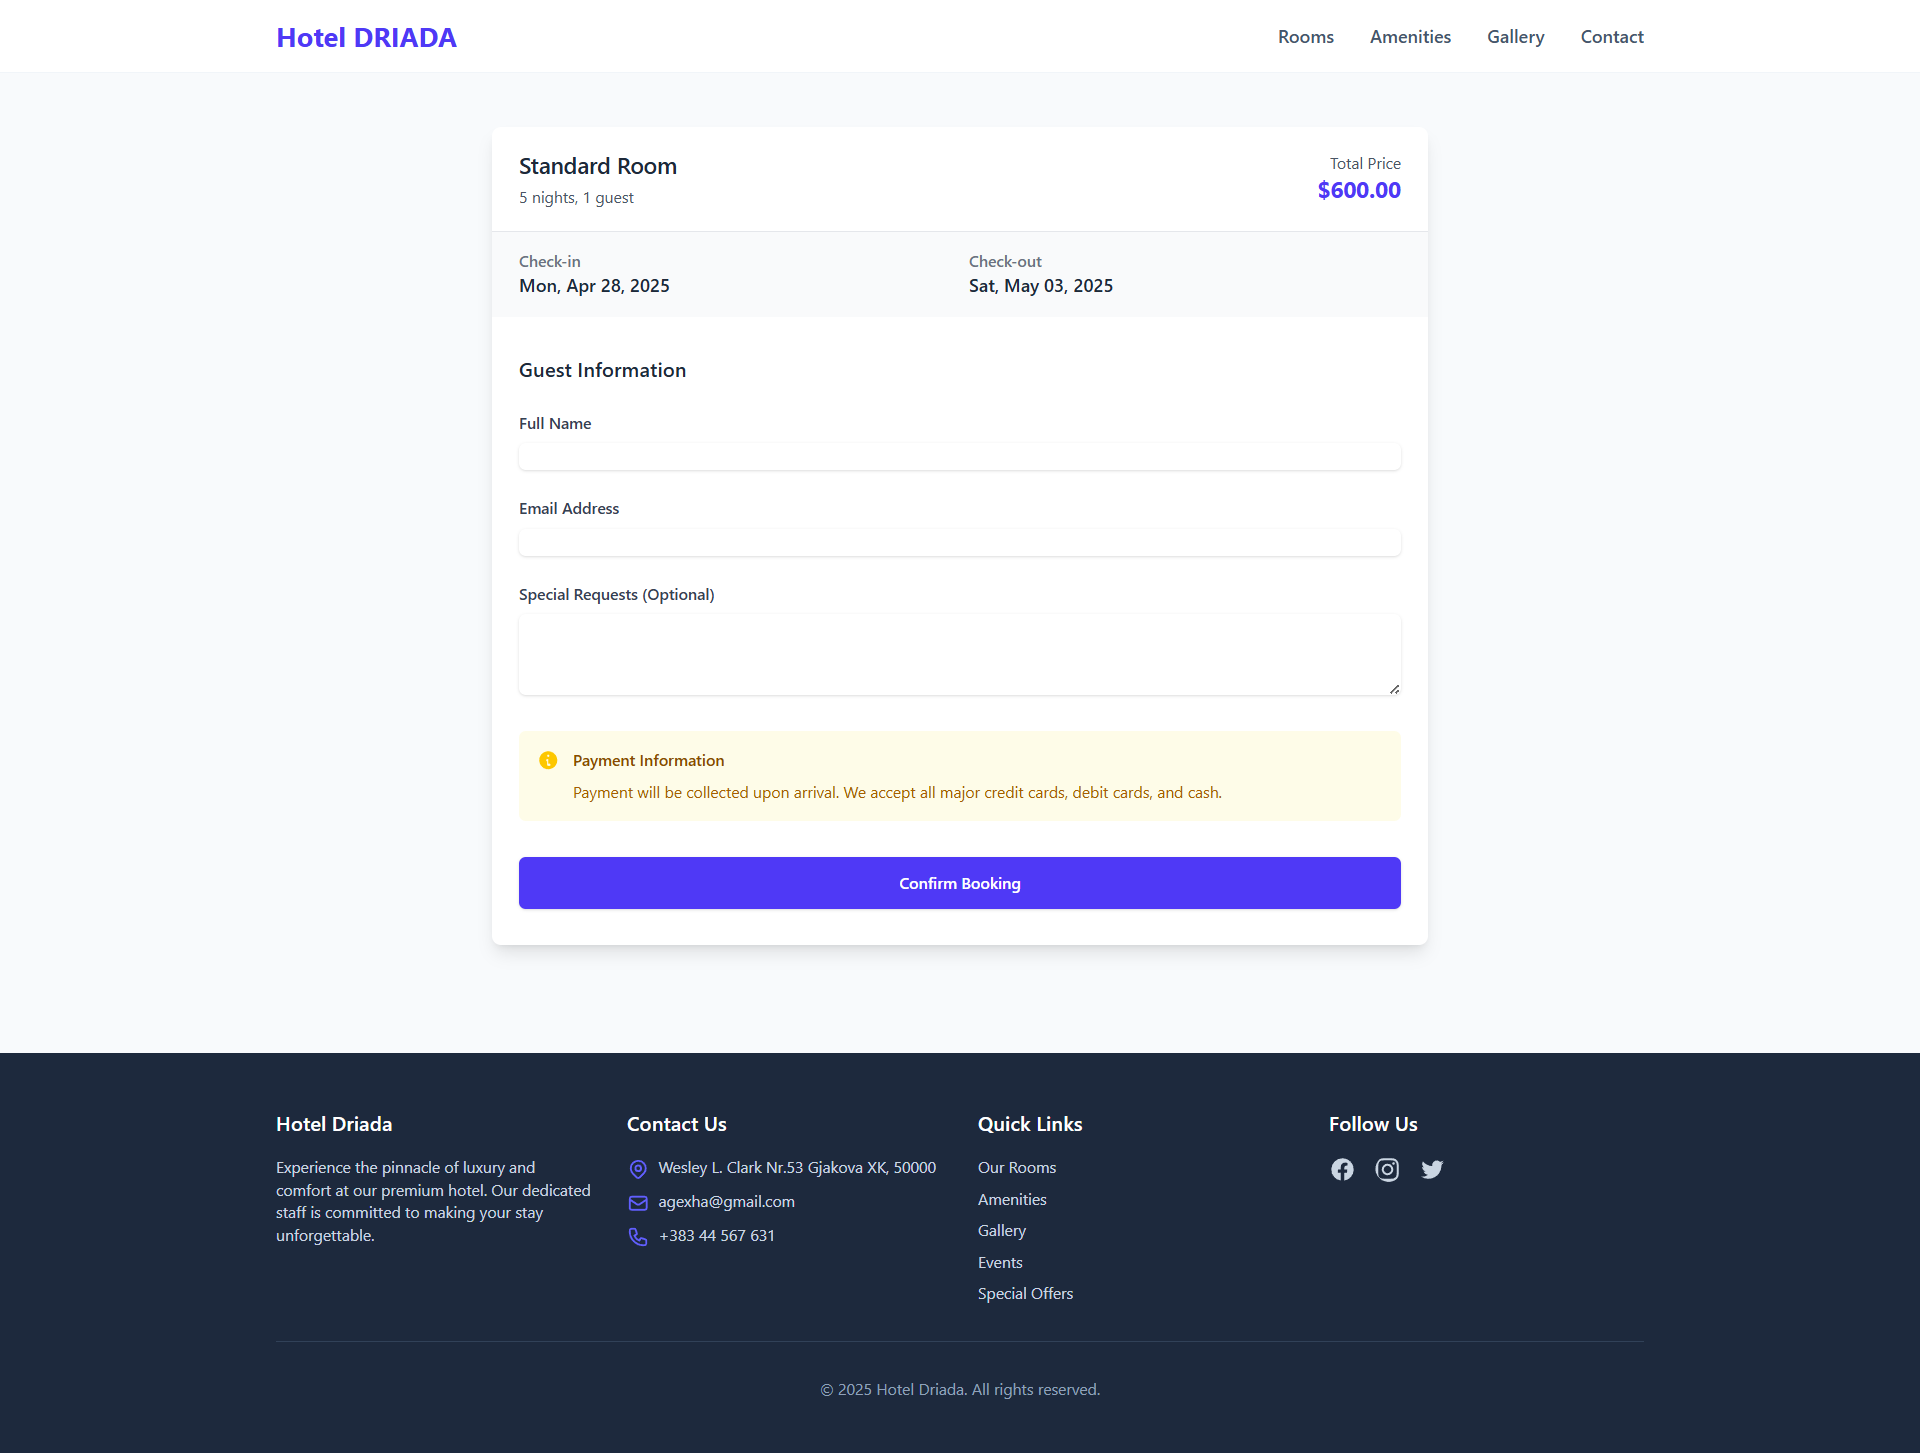 Hotel DRIADA
Rooms
Amenities
Gallery
Contact
Standard Room
5 nights, 1 guest
Total Price
$600.00
Check-in
Mon, Apr 28, 2025
Check-out
Sat, May 03, 2025
Guest Information
Full Name
Email Address
Special Requests (Optional)
Payment Information
Payment will be collected upon arrival. We accept all major credit cards, debit cards, and cash.
Confirm Booking
Hotel Driada
Experience the pinnacle of luxury and
comfort at our premium hotel. Our dedicated
staff is committed to making your stay
unforgettable.
Contact Us
Wesley L. Clark Nr.53 Gjakova XK, 50000
agexha@gmail.com
+383 44 567 631
Quick Links
Our Rooms
Amenities
Gallery
Events
Special Offers
Follow Us
© 2025 Hotel Driada. All rights reserved.